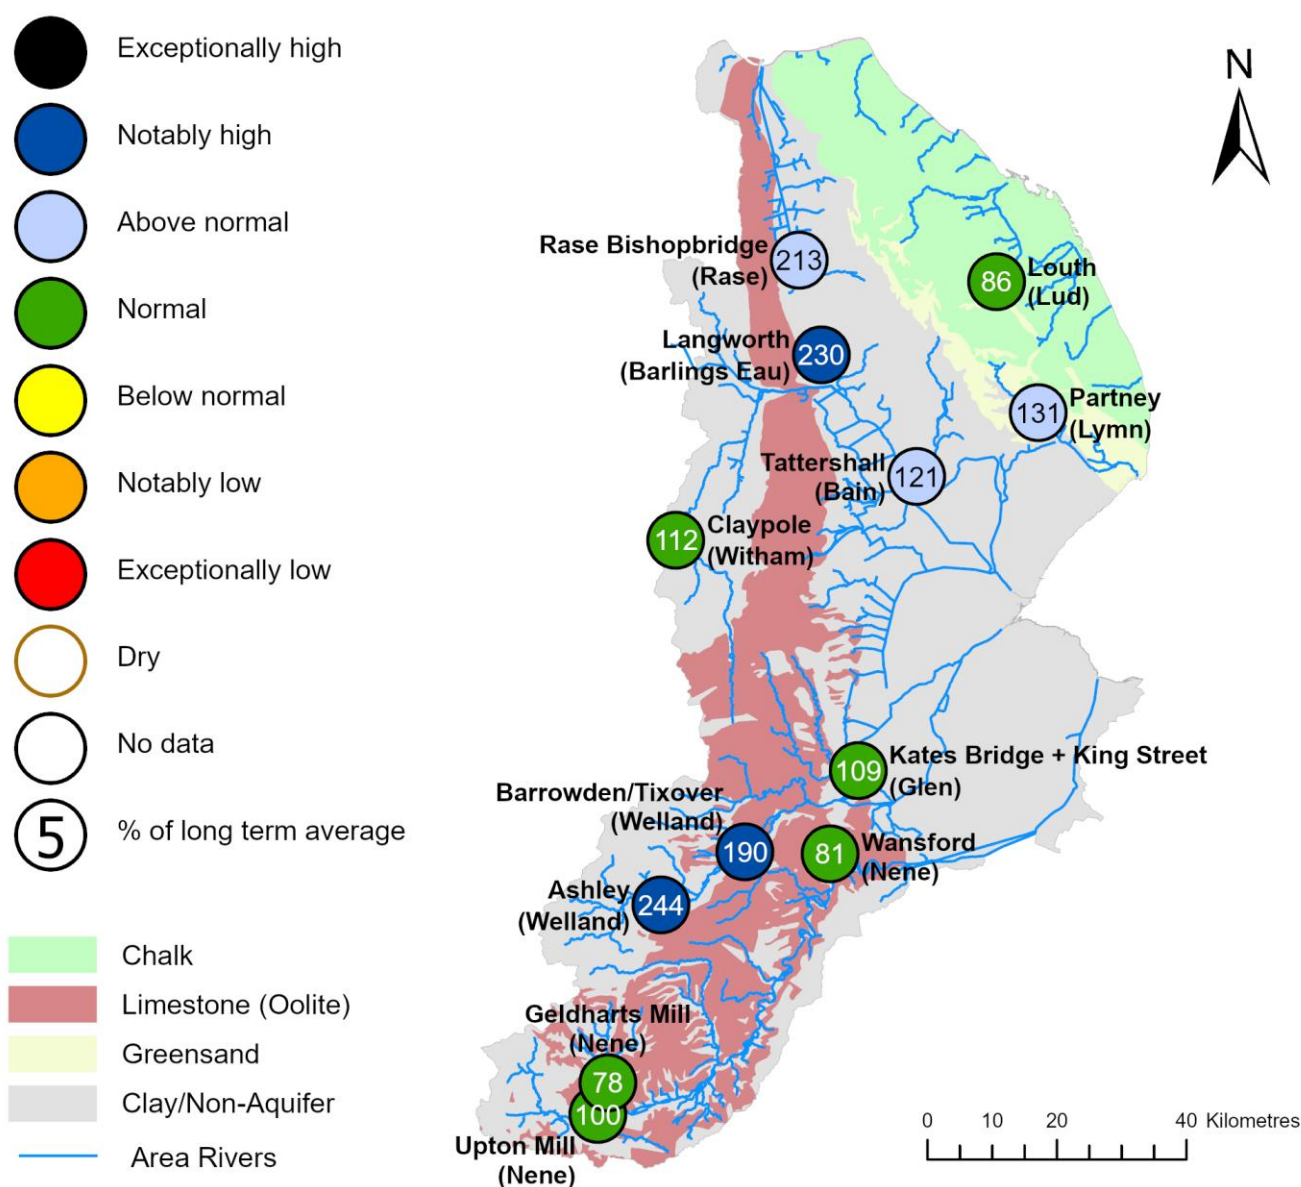 Exceptionally high
Notably high
Above normal
Normal
Below normal
Notably low
Exceptionally low
Dry
No data
5
% of long term average
Chalk
Limestone (Oolite)
Greensand
Clay/Non-Aquifer
Area Rivers
N
Rase Bishopbridge
(Rase)
213
86
Louth
(Lud)
Langworth
(Barlings Eau)
230
131
Partney
(Lymn)
Tattershall
(Bain)
121
112
Claypole
(Witham)
109
Kates Bridge + King Street
(Glen)
Barrowden/Tixover
(Welland)
190
81
Wansford
(Nene)
Ashley
(Welland)
244
Geldharts Mill
(Nene)
78
100
Upton Mill
(Nene)
0 10 20 40 Kilometres